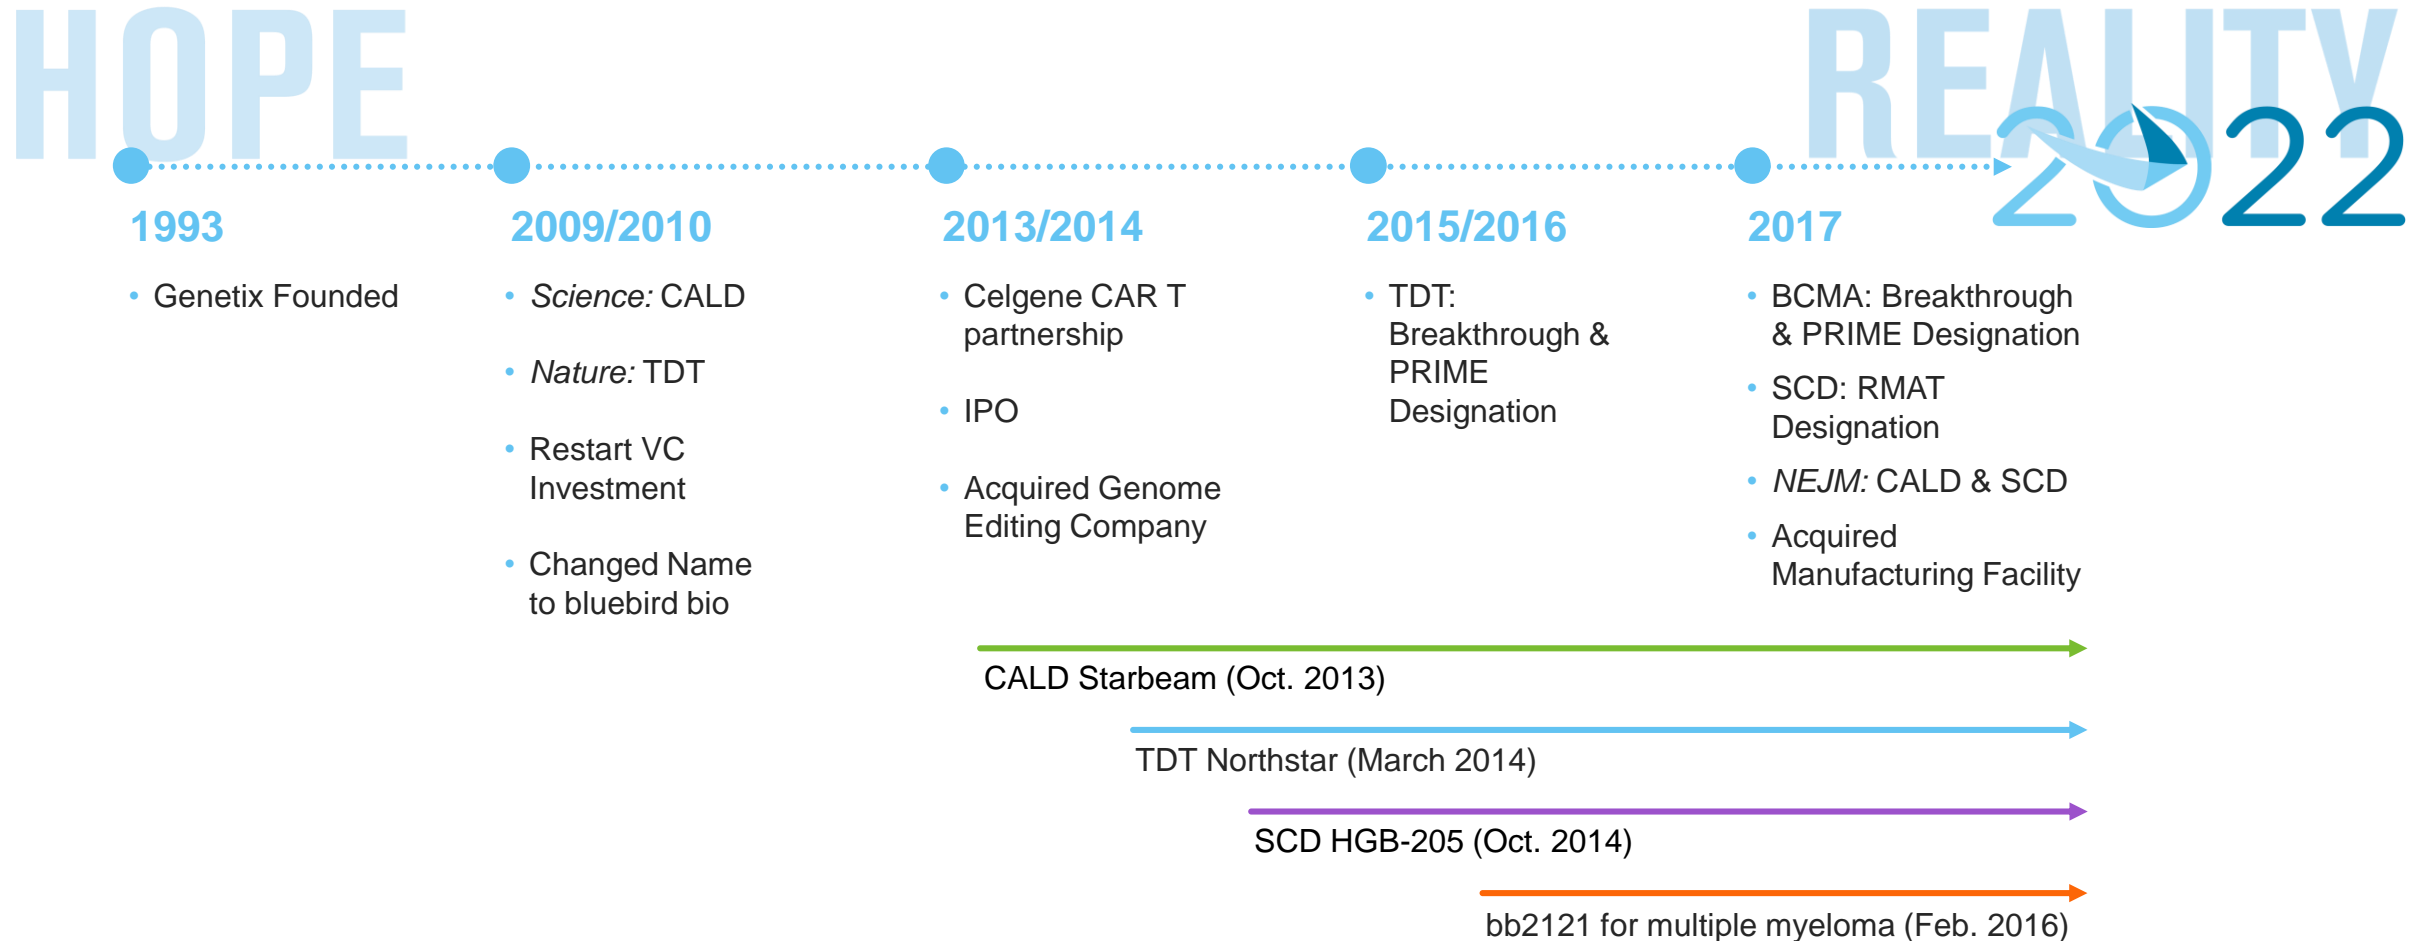 HOPE
REALITY
2022
1993
• Genetix Founded
2009/2010
• Science: CALD
• Nature: TDT
• Restart VC
Investment
• Changed Name
to bluebird bio
2013/2014
• Celgene CAR T
partnership
• IPO
• Acquired Genome
Editing Company
2015/2016
• TDT:
Breakthrough &
PRIME
Designation
2017
• BCMA: Breakthrough
& PRIME Designation
• SCD: RMAT
Designation
• NEJM: CALD & SCD
• Acquired
Manufacturing Facility
CALD Starbeam (Oct. 2013)
TDT Northstar (March 2014)
SCD HGB-205 (Oct. 2014)
bb2121 for multiple myeloma (Feb. 2016)